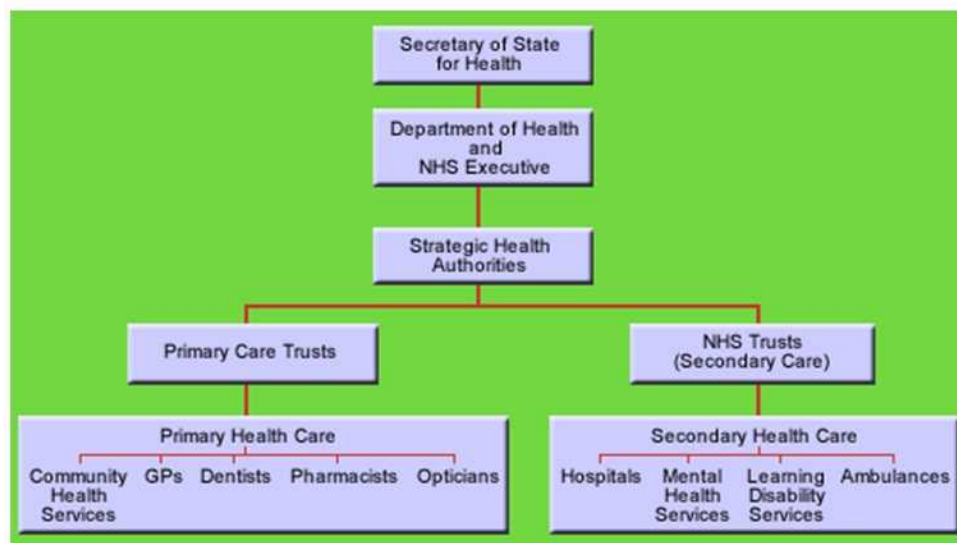 Secretary of State
for Health
Department of Health
and
NHS Executive
Strategic Health
Authorities
Primary Care Trusts
NHS Trusts
(Secondary Care)
Primary Health Care
Community
Health
Services
GPs
Dentists
Pharmacists
Opticians
Secondary Health Care
Hospitals
Mental
Health
Services
Learning
Disability
Services
Ambulances